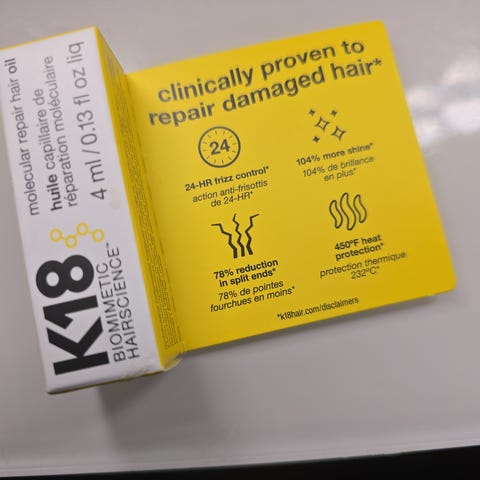 molecular repair hair oil
huile capillaire de
réparation moléculaire
4 ml / 0.13 fl oz liq
K18
BIOMIMETIC
HAIRSCIENCE™
clinically proven to
repair damaged hair*
24
24-HR frizz control*
action anti-frisottis
de 24-HR*
104% more shine*
104% de brillance
en plus*
78% reduction
in split ends*
78% de pointes
fourchues en moins*
450ºF heat
protection*
protection thermique
232ºC*
*k18hair.com/disclaimers